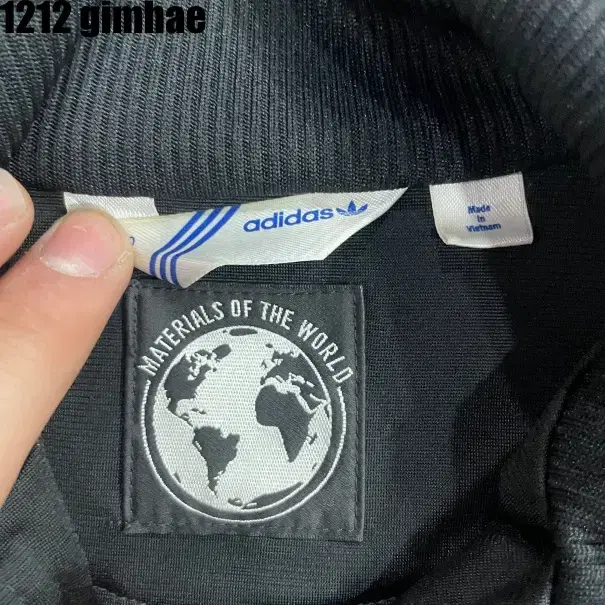 1212 gimhae
adidas
Made
in
Vietnam
MATERIALS OF THE WORLD